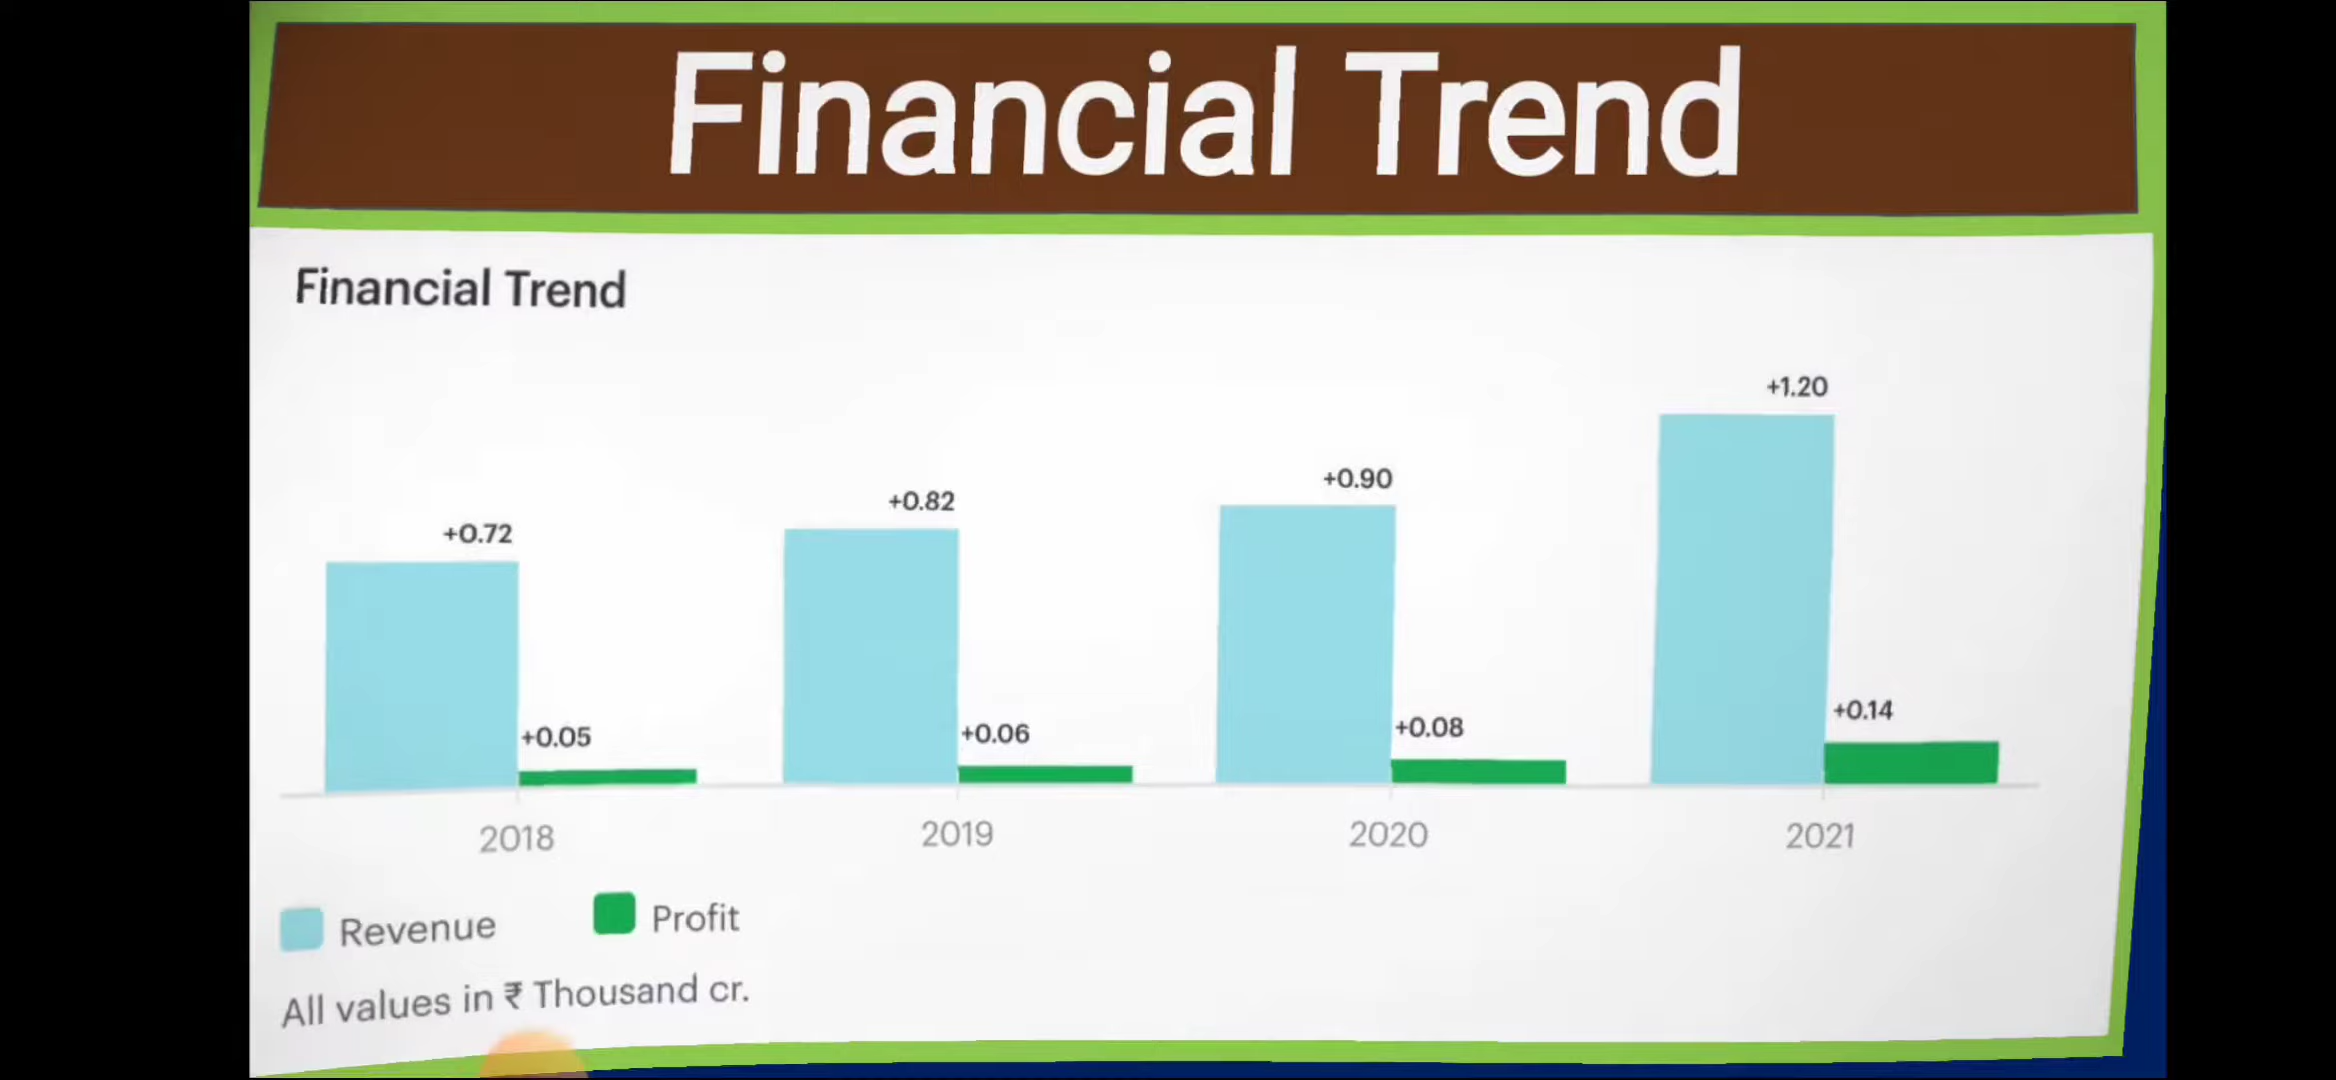 Financial Trend
Financial Trend
+1.20
+0.90
+0.82
+0.72
+0.14
+0.08
+0.06
+0.05
2018 2019 2020 2021
Revenue Profit
All values in ₹ Thousand cr.